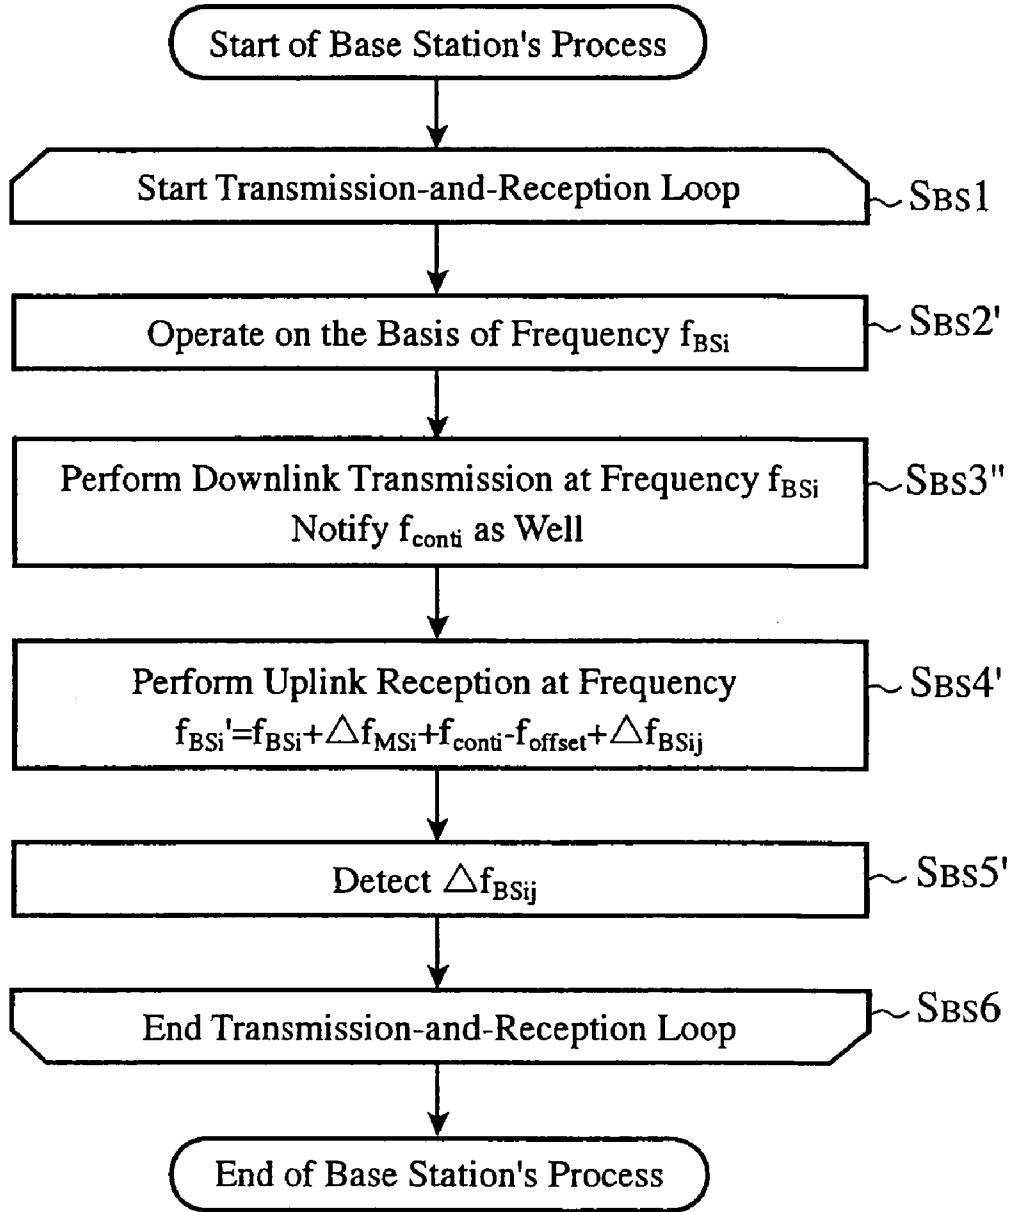 Start of Base Station's Process
Start Transmission-and-Reception Loop
SBS1
Operate on the Basis of Frequency fBSi
SBS2'
Perform Downlink Transmission at Frequency fBSi
Notify fconti as Well
SBS3"
Perform Uplink Reception at Frequency
fBSi'=fBSi+△fMSi+fconti-foffset+△fBSij
SBS4'
Detect △fBSij
SBS5'
End Transmission-and-Reception Loop
SBS6
End of Base Station's Process